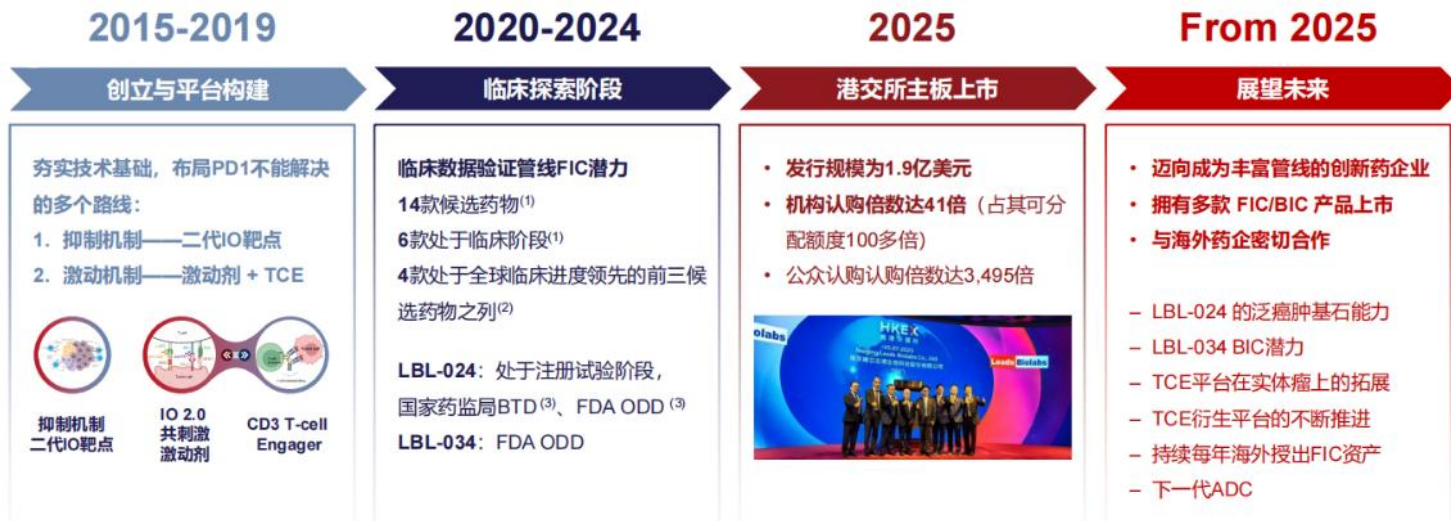 2015-2019
创立与平台构建
夯实技术基础，布局PD1不能解决
的多个路线：
1. 抑制机制——二代IO靶点
2. 激动机制——激动剂 + TCE
抑制机制
二代IO靶点
IO 2.0
共刺激
激动剂
CD3 T-cell
Engager
2020-2024
临床探索阶段
临床数据验证管线FIC潜力
14款候选药物(1)
6款处于临床阶段(1)
4款处于全球临床进度领先的前三候
选药物之列(2)
LBL-024：处于注册试验阶段，
国家药监局BTD (3)、FDA ODD (3)
LBL-034：FDA ODD
2025
港交所主板上市
• 发行规模为1.9亿美元
• 机构认购倍数达41倍（占其可分
配额度100多倍）
• 公众认购认购倍数达3,495倍
olabs
HKEX
Leads Biolabs
From 2025
展望未来
• 迈向成为丰富管线的创新药企业
• 拥有多款 FIC/BIC 产品上市
• 与海外药企密切合作
– LBL-024 的泛癌肿基石能力
– LBL-034 BIC潜力
– TCE平台在实体瘤上的拓展
– TCE衍生平台的不断推进
– 持续每年海外授出FIC资产
– 下一代ADC